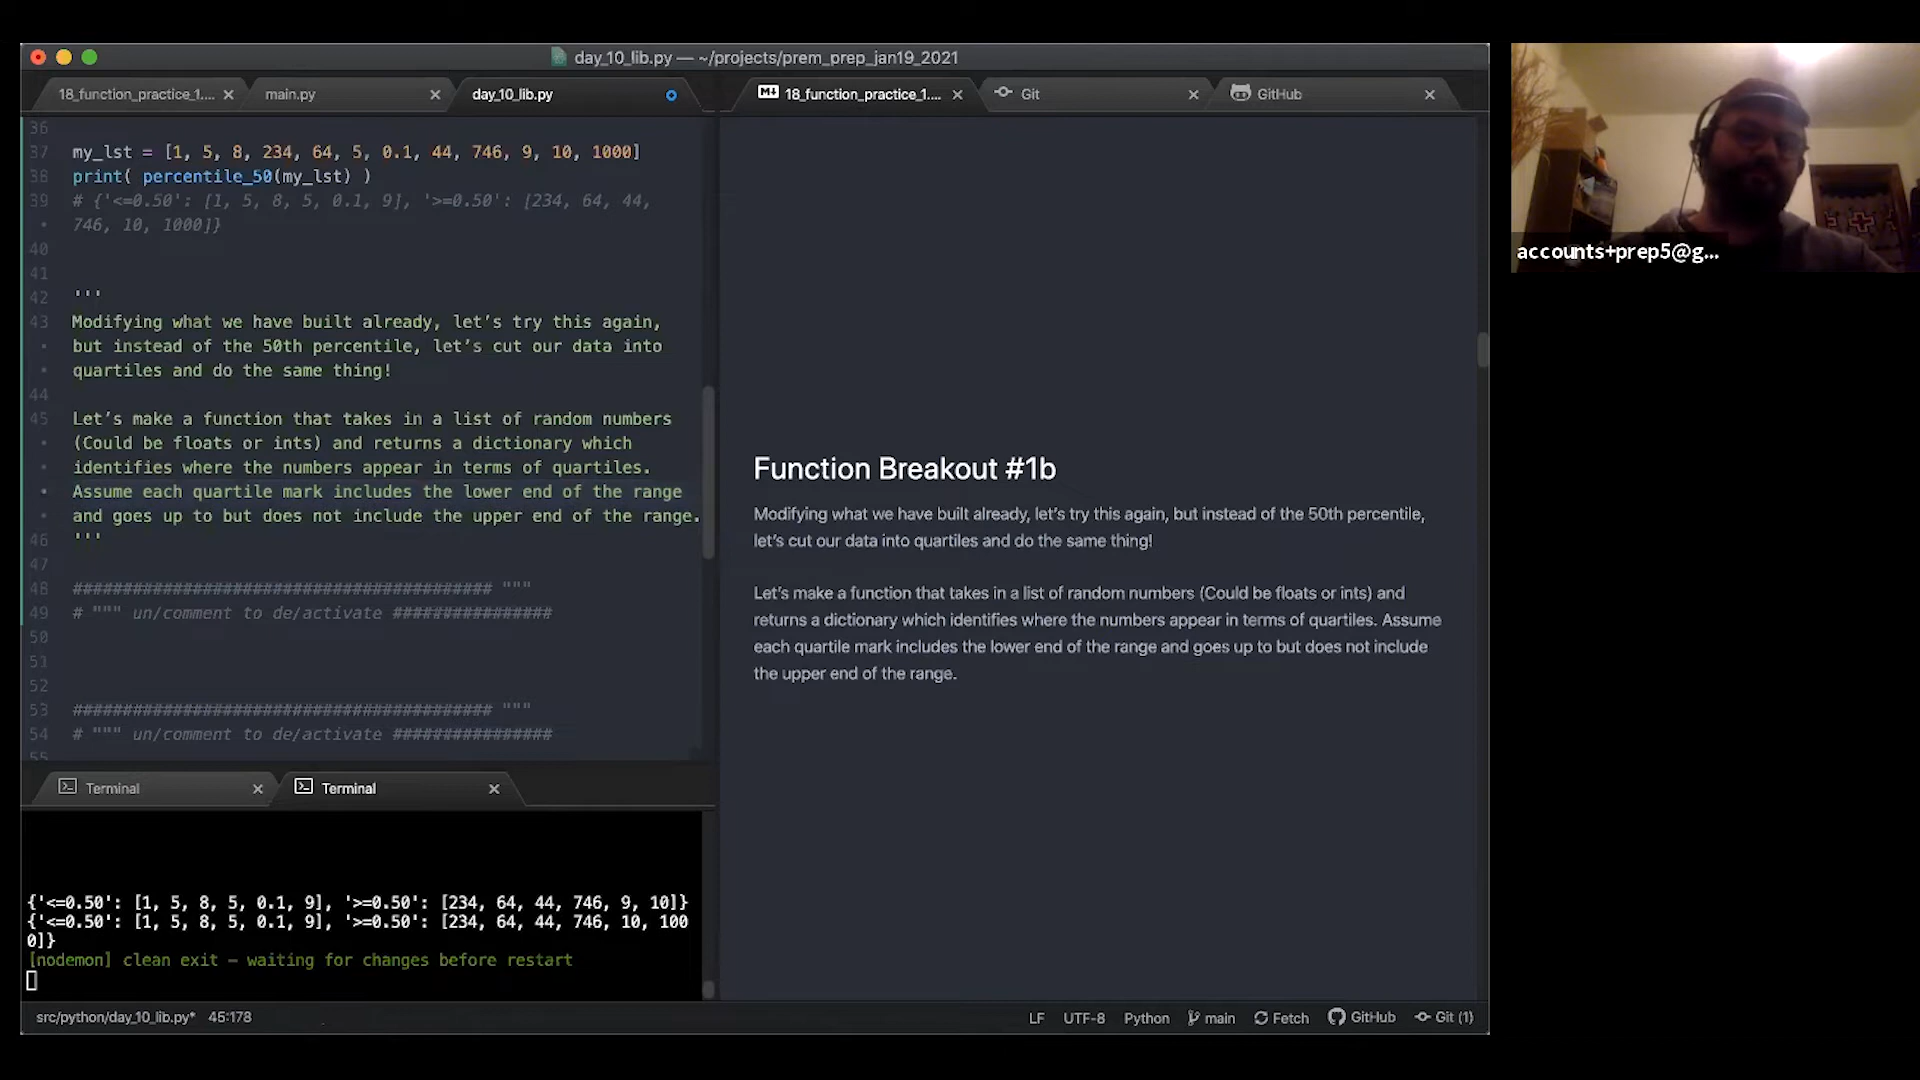 day_10_lib.py — ~/projects/prem_prep_jan19_2021
18_function_practice_1....
main.py
day_10_lib.py
18_function_practice_1....
Git
GitHub
36
37 my_lst = [1, 5, 8, 234, 64, 5, 0.1, 44, 746, 9, 10, 1000]
38 print( percentile_50(my_lst) )
39 # {'<=0.50': [1, 5, 8, 5, 0.1, 9], '>=0.50': [234, 64, 44,
746, 10, 1000]}
40
41
42 '''
43 Modifying what we have built already, let’s try this again,
but instead of the 50th percentile, let’s cut our data into
quartiles and do the same thing!
44
45 Let’s make a function that takes in a list of random numbers
(Could be floats or ints) and returns a dictionary which
identifies where the numbers appear in terms of quartiles.
Assume each quartile mark includes the lower end of the range
and goes up to but does not include the upper end of the range.
46 '''
47
48 ########################################## """
49 # """ un/comment to de/activate ################
50
51
52
53 ########################################## """
54 # """ un/comment to de/activate ################
55
Function Breakout #1b
Modifying what we have built already, let’s try this again, but instead of the 50th percentile,
let’s cut our data into quartiles and do the same thing!
Let’s make a function that takes in a list of random numbers (Could be floats or ints) and
returns a dictionary which identifies where the numbers appear in terms of quartiles. Assume
each quartile mark includes the lower end of the range and goes up to but does not include
the upper end of the range.
Terminal
Terminal
{'<=0.50': [1, 5, 8, 5, 0.1, 9], '>=0.50': [234, 64, 44, 746, 9, 10]}
{'<=0.50': [1, 5, 8, 5, 0.1, 9], '>=0.50': [234, 64, 44, 746, 10, 100
0]}
[nodemon] clean exit - waiting for changes before restart
src/python/day_10_lib.py* 45:178
LF UTF-8 Python main Fetch GitHub Git (1)
accounts+prep5@g...